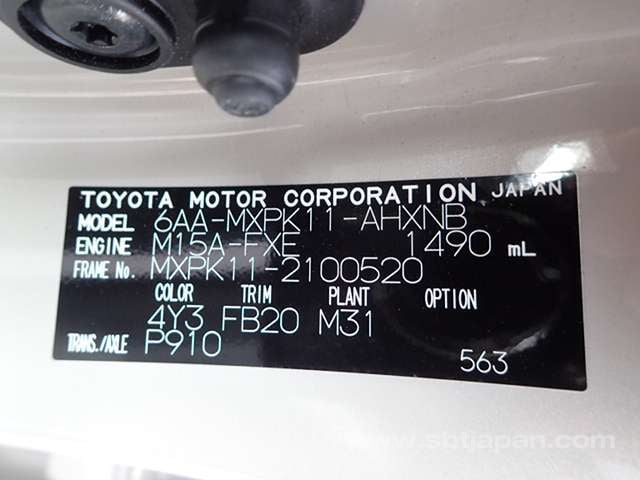 TOYOTA MOTOR CORPORATION JAPAN
MODEL 6AA-MXPK11-AHXNB
ENGINE M15A-FXE 1490 mL
FRAME No. MXPK11-2100520
COLOR TRIM PLANT OPTION
4Y3 FB20 M31
TRANS./AXLE P910
563
www.sbtjapan.com